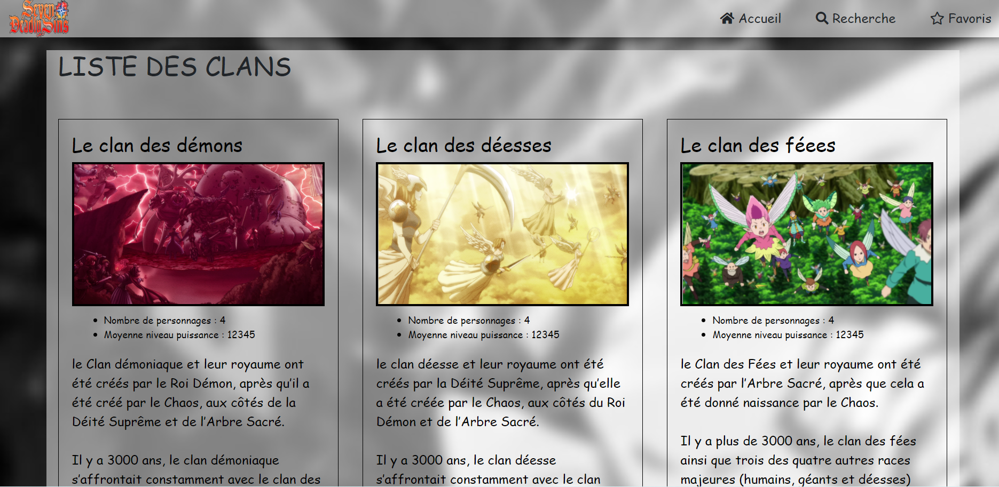 Seven
Deadly Sins
Accueil
Recherche
Favoris
LISTE DES CLANS
Le clan des démons
Nombre de personnages : 4
Moyenne niveau puissance : 12345
le Clan démoniaque et leur royaume ont
été créés par le Roi Démon, après qu'il a
été créé par le Chaos, aux côtés de la
Déité Suprême et de l'Arbre Sacré.
Il y a 3000 ans, le clan démoniaque
s'affrontait constamment avec le clan des
Le clan des déesses
Nombre de personnages : 4
Moyenne niveau puissance : 12345
le clan déesse et leur royaume ont été
créés par la Déité Suprême, après qu'elle
a été créée par le Chaos, aux côtés du Roi
Démon et de l'Arbre Sacré.
Il y a 3000 ans, le clan déesse
s'affrontait constamment avec le clan
Le clan des féees
Nombre de personnages : 4
Moyenne niveau puissance : 12345
le Clan des Fées et leur royaume ont été
créés par l'Arbre Sacré, après que cela a
été donné naissance par le Chaos.
Il y a plus de 3000 ans, le clan des fées
ainsi que trois des quatre autres races
majeures (humains, géants et déesses)